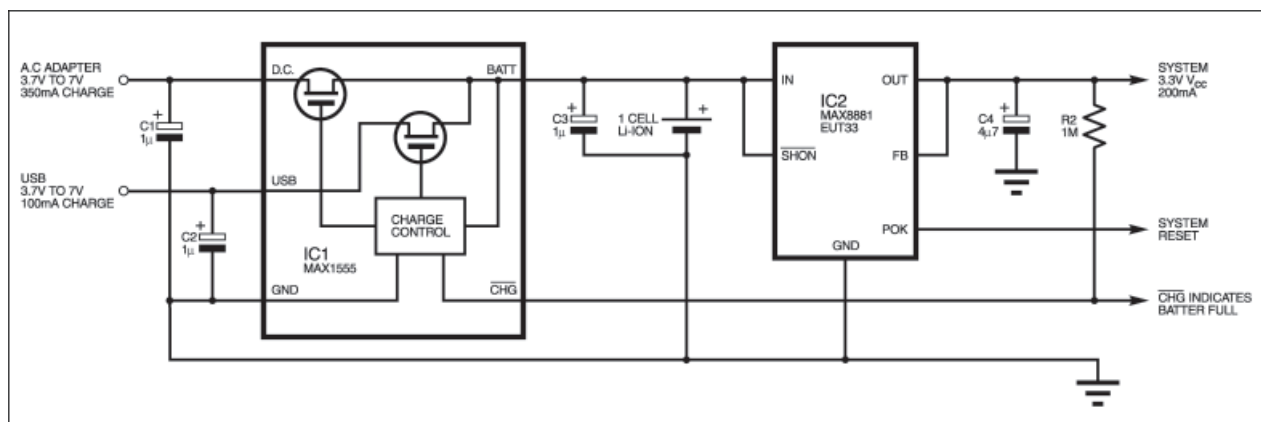 A.C ADAPTER
3.7V TO 7V
350mA CHARGE
C1
1µ
USB
3.7V TO 7V
100mA CHARGE
C2
1µ
D.C.
BATT
USB
CHARGE
CONTROL
IC1
MAX1555
GND
CHG
C3
1µ
1 CELL
Li-ION
IN
OUT
IC2
MAX8881
EUT33
SHON
FB
POK
GND
C4
4µ7
R2
1M
SYSTEM
3.3V Vcc
200mA
SYSTEM
RESET
CHG INDICATES
BATTER FULL